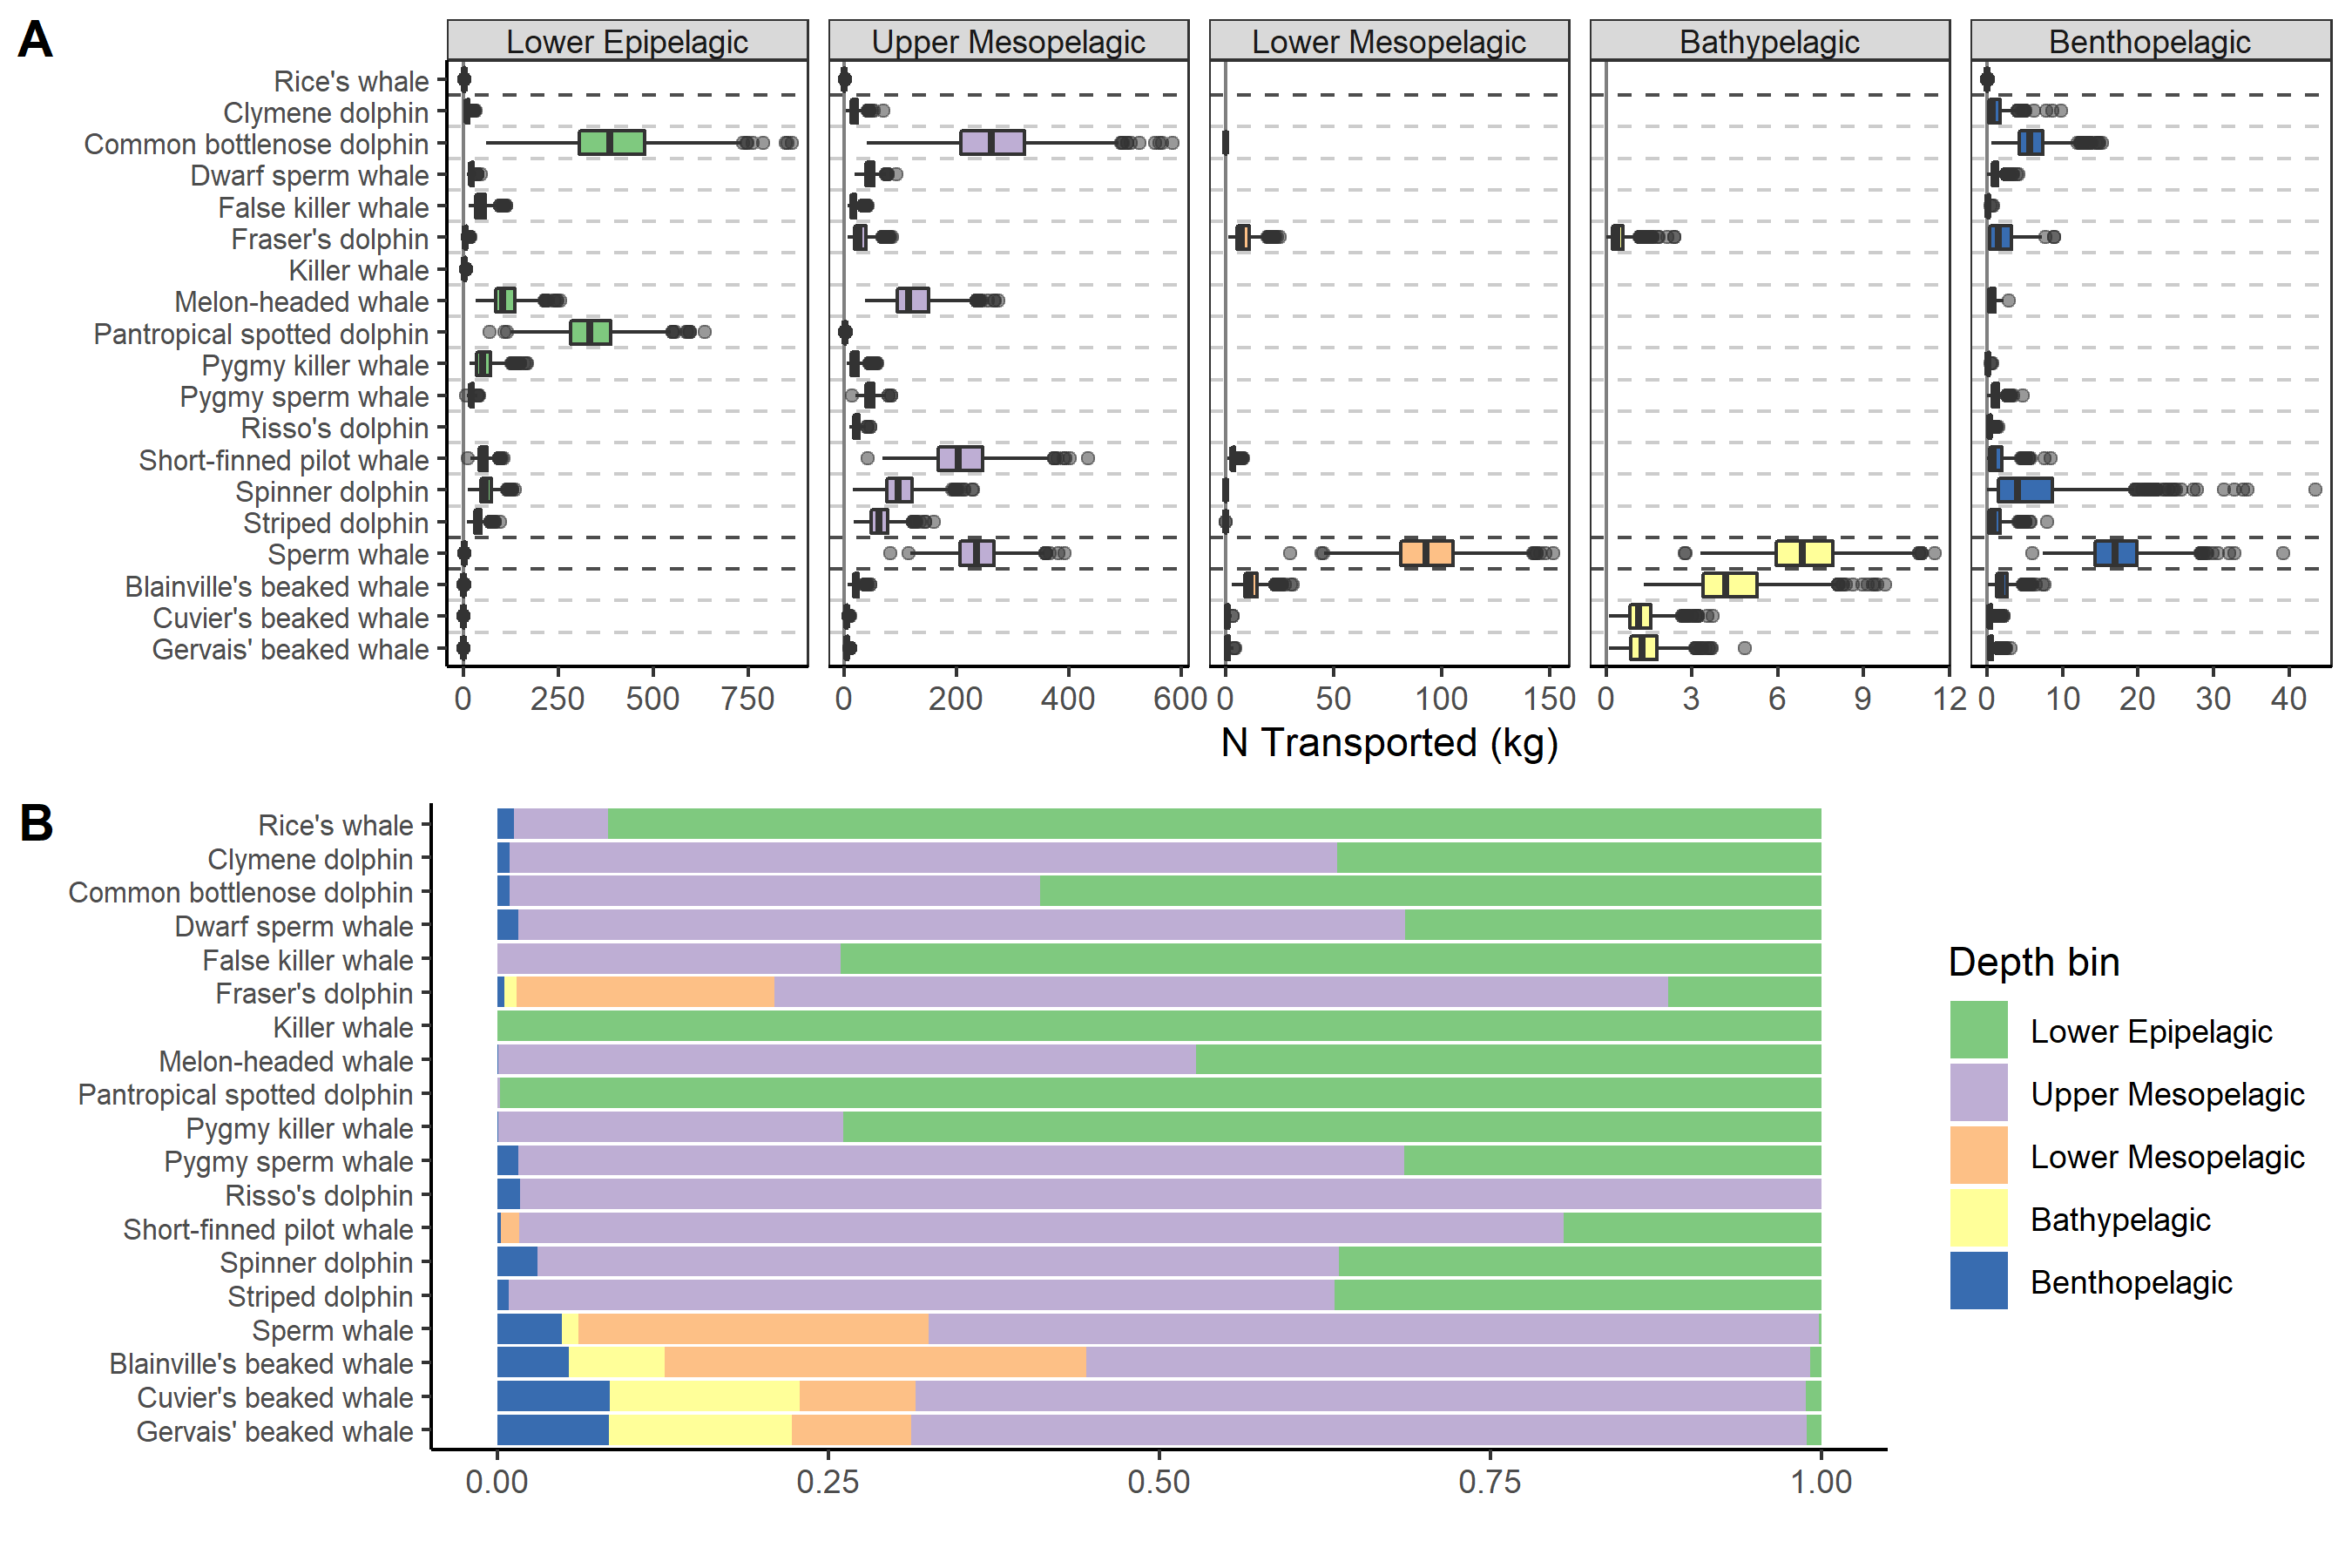 A
Lower Epipelagic
Upper Mesopelagic
Lower Mesopelagic
Bathypelagic
Benthopelagic
Rice's whale
Clymene dolphin
Common bottlenose dolphin
Dwarf sperm whale
False killer whale
Fraser's dolphin
Killer whale
Melon-headed whale
Pantropical spotted dolphin
Pygmy killer whale
Pygmy sperm whale
Risso's dolphin
Short-finned pilot whale
Spinner dolphin
Striped dolphin
Sperm whale
Blainville's beaked whale
Cuvier's beaked whale
Gervais' beaked whale
0 250 500 750
0 200 400 600
0 50 100 150
0 3 6 9 12
0 10 20 30 40
N Transported (kg)
B
Rice's whale
Clymene dolphin
Common bottlenose dolphin
Dwarf sperm whale
False killer whale
Fraser's dolphin
Killer whale
Melon-headed whale
Pantropical spotted dolphin
Pygmy killer whale
Pygmy sperm whale
Risso's dolphin
Short-finned pilot whale
Spinner dolphin
Striped dolphin
Sperm whale
Blainville's beaked whale
Cuvier's beaked whale
Gervais' beaked whale
0.00 0.25 0.50 0.75 1.00
Depth bin
Lower Epipelagic
Upper Mesopelagic
Lower Mesopelagic
Bathypelagic
Benthopelagic